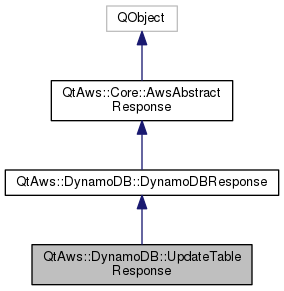 QObject
QtAws::Core::AwsAbstract
Response
QtAws::DynamoDB::DynamoDBResponse
QtAws::DynamoDB::UpdateTable
Response